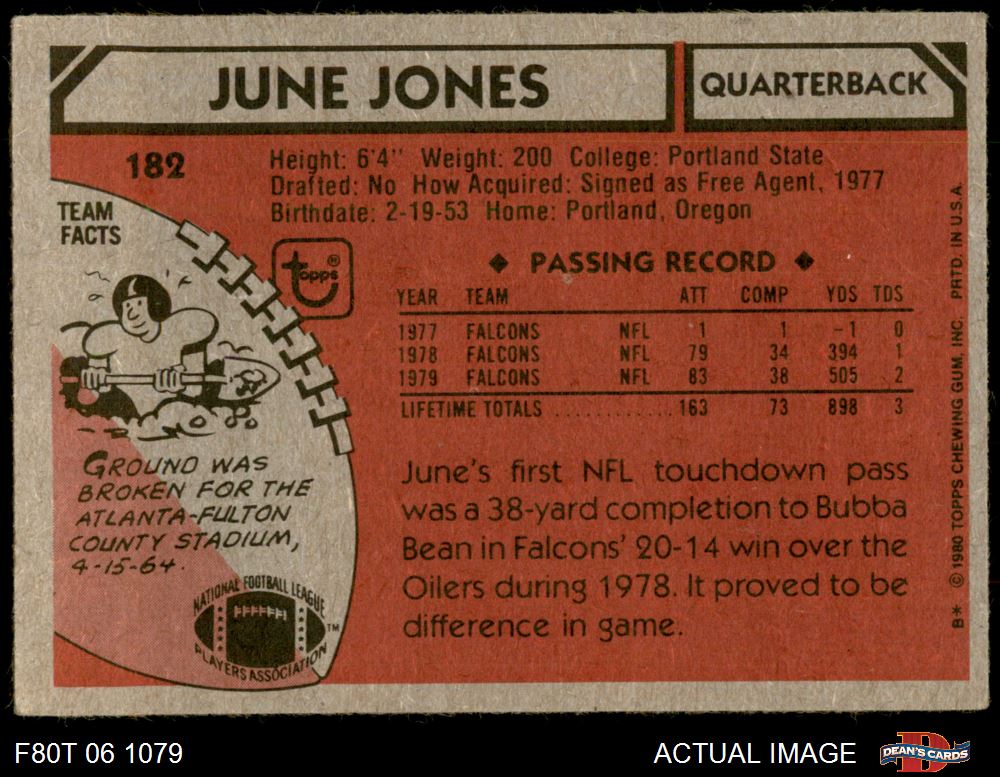 JUNE JONES
QUARTERBACK
182
Height: 6'4" Weight: 200 College: Portland State
Drafted: No How Acquired: Signed as Free Agent, 1977
Birthdate: 2-19-53 Home: Portland, Oregon
TEAM
FACTS
topps®
◆ PASSING RECORD ◆
YEAR TEAM ATT COMP YDS TDS
1977 FALCONS NFL 1 1 -1 0
1978 FALCONS NFL 79 34 394 1
1979 FALCONS NFL 83 38 505 2
LIFETIME TOTALS ............ 163 73 898 3
GROUND WAS
BROKEN FOR THE
ATLANTA-FULTON
COUNTY STADIUM,
4-15-64.
NATIONAL FOOTBALL LEAGUE
PLAYERS ASSOCIATION
TM
June's first NFL touchdown pass
was a 38-yard completion to Bubba
Bean in Falcons' 20-14 win over the
Oilers during 1978. It proved to be
difference in game.
B* © 1980 TOPPS CHEWING GUM, INC. PRTD. IN U.S.A.
F80T 06 1079
ACTUAL IMAGE
D
DEAN'S CARDS